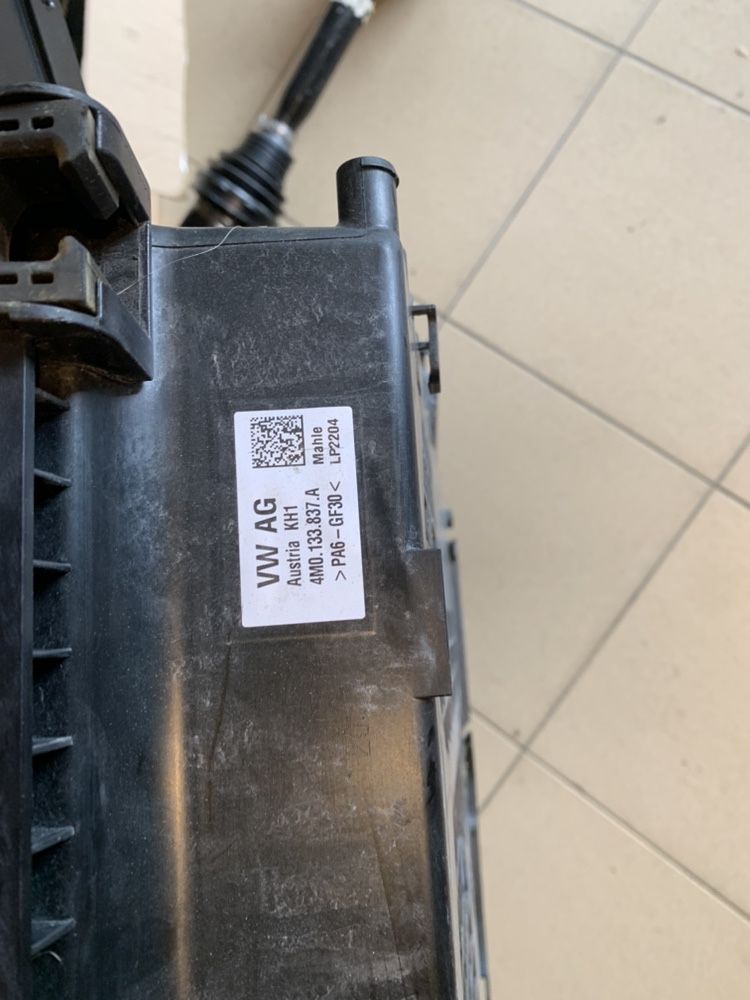 VW AG
Austria KH1
4M0.133.837.A
>PA6-GF30<
Mahle
LP2204